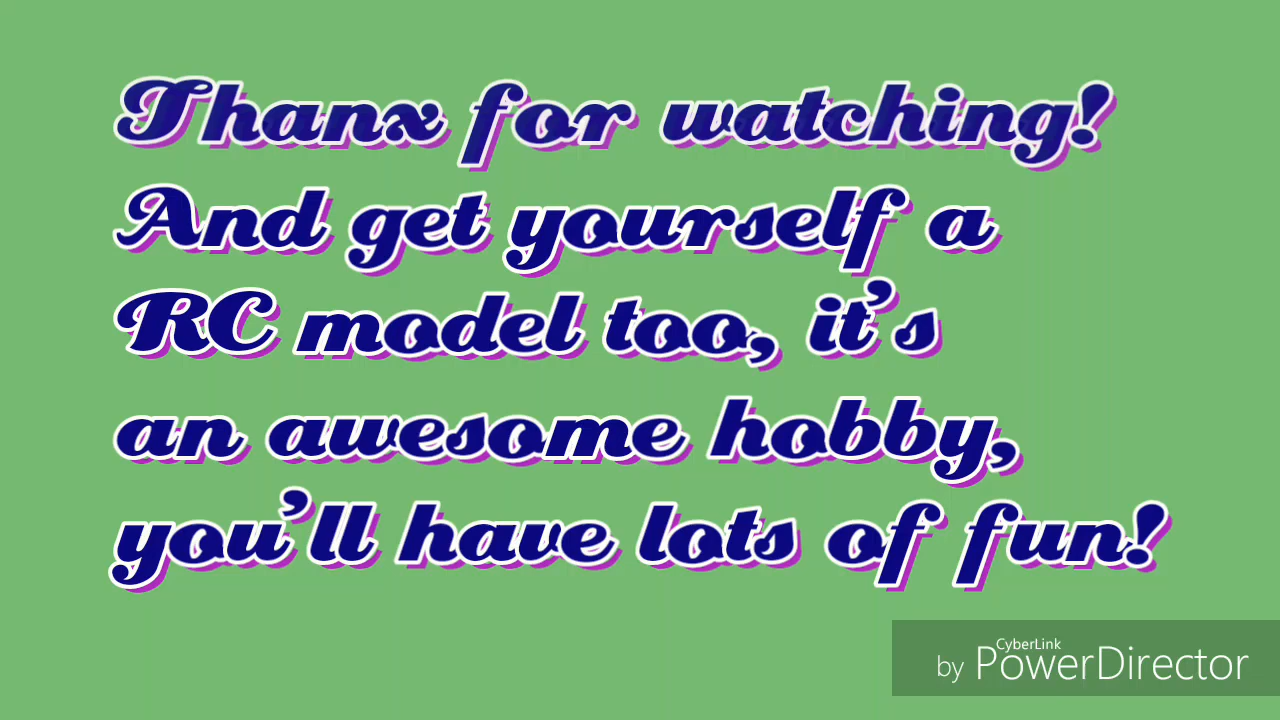 Thanx for watching!
And get yourself a
RC model too, it's
an awesome hobby,
you'll have lots of fun!
CyberLink
by PowerDirector